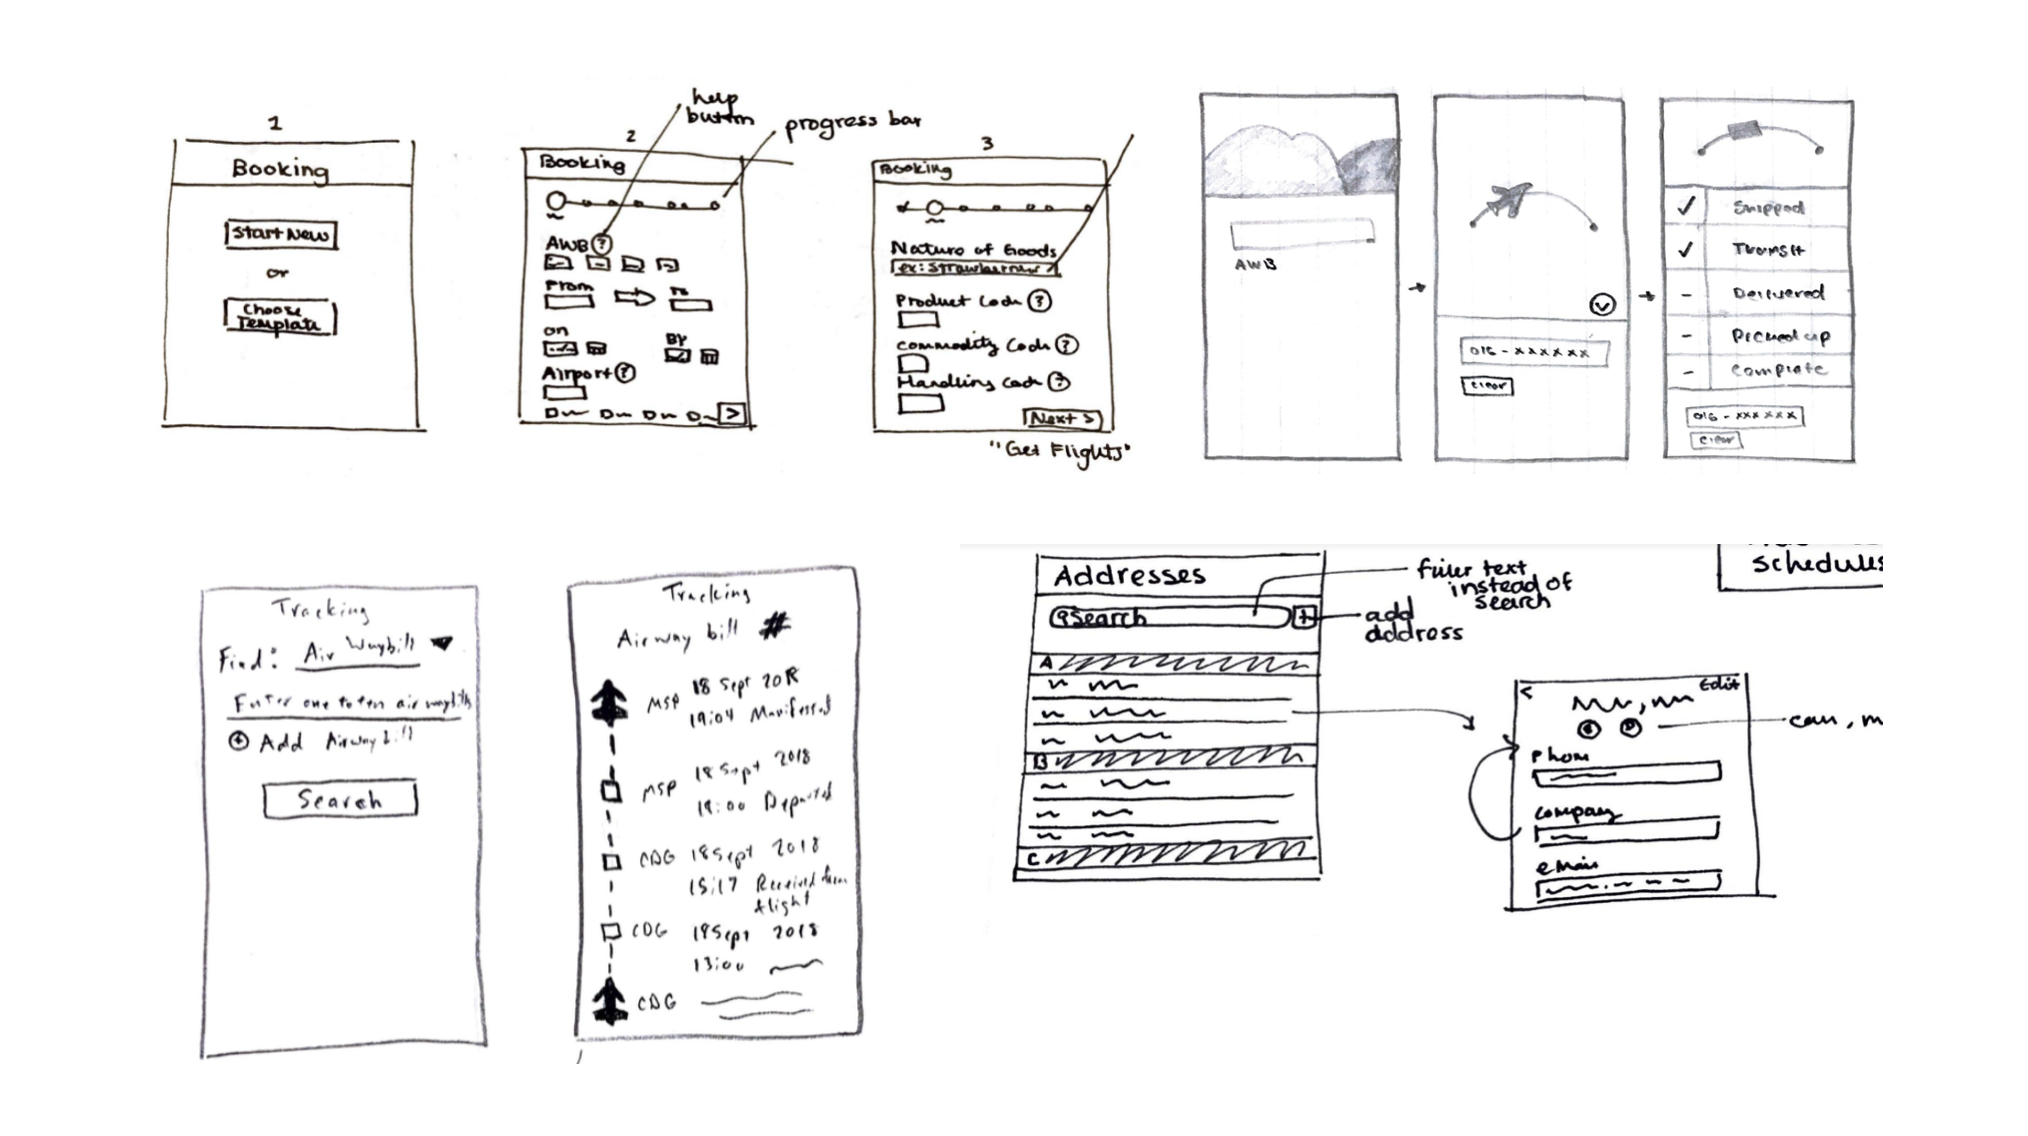 1
Booking
Start New
or
Choose
Template
help
button
progress bar
2
Booking
AWB ?
From
To
on
By
Airport ?
>
3
Booking
Nature of Goods
ex: Strawberries
Product Code ?
Commodity Code ?
Handling Code ?
Next >
"Get Flights"
AWB
016 - xxxxxx
clear
Shipped
Transit
Delivered
Picked up
Complete
016 - xxxxxx
clear
Tracking
Find: Air Waybill
Enter one to ten air waybills
+ Add Airway bill
Search
Tracking
Airway bill #
MSP 18 Sept 2018
19:04 Manifested
MSP 18 Sept 2018
19:00 Departed
CDG 18 Sept 2018
15:17 Received from
flight
CDG 18 Sept 2018
13:00
CDG
Addresses
Search
+
filler text
instead of
search
add
address
A
B
C
schedules
< Edit
Phone
Company
email